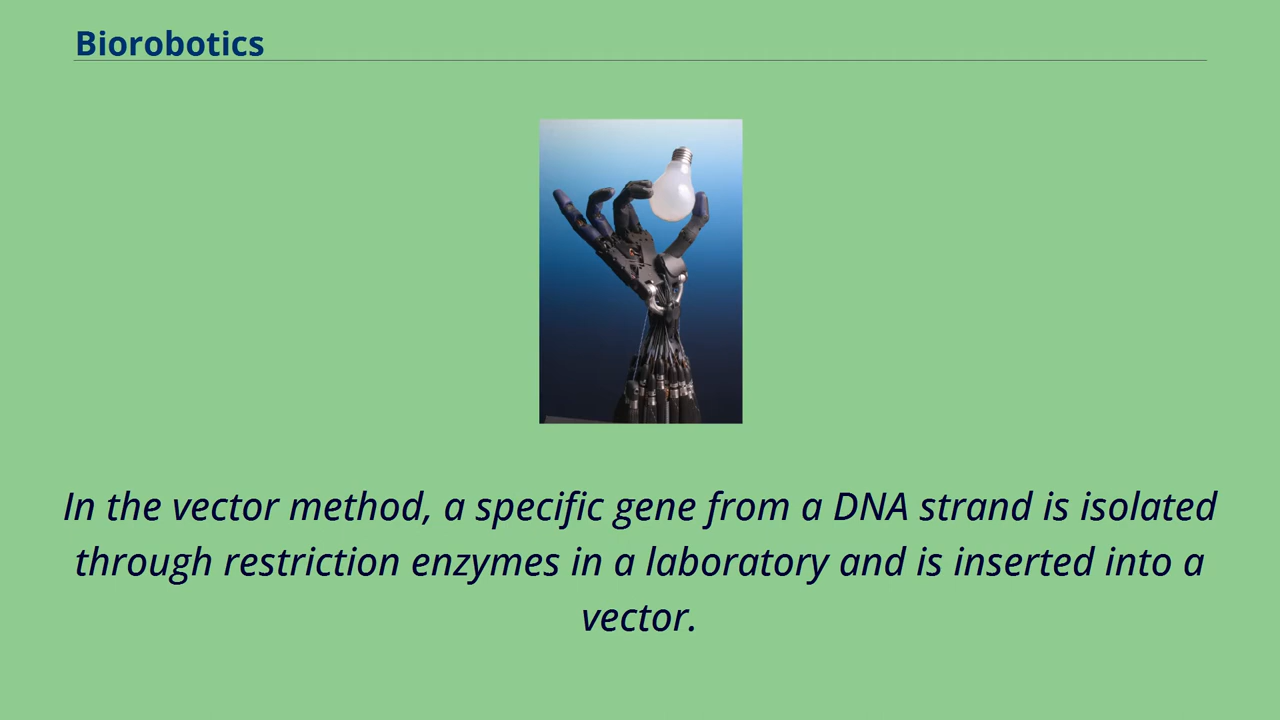 Biorobotics
In the vector method, a specific gene from a DNA strand is isolated
through restriction enzymes in a laboratory and is inserted into a
vector.